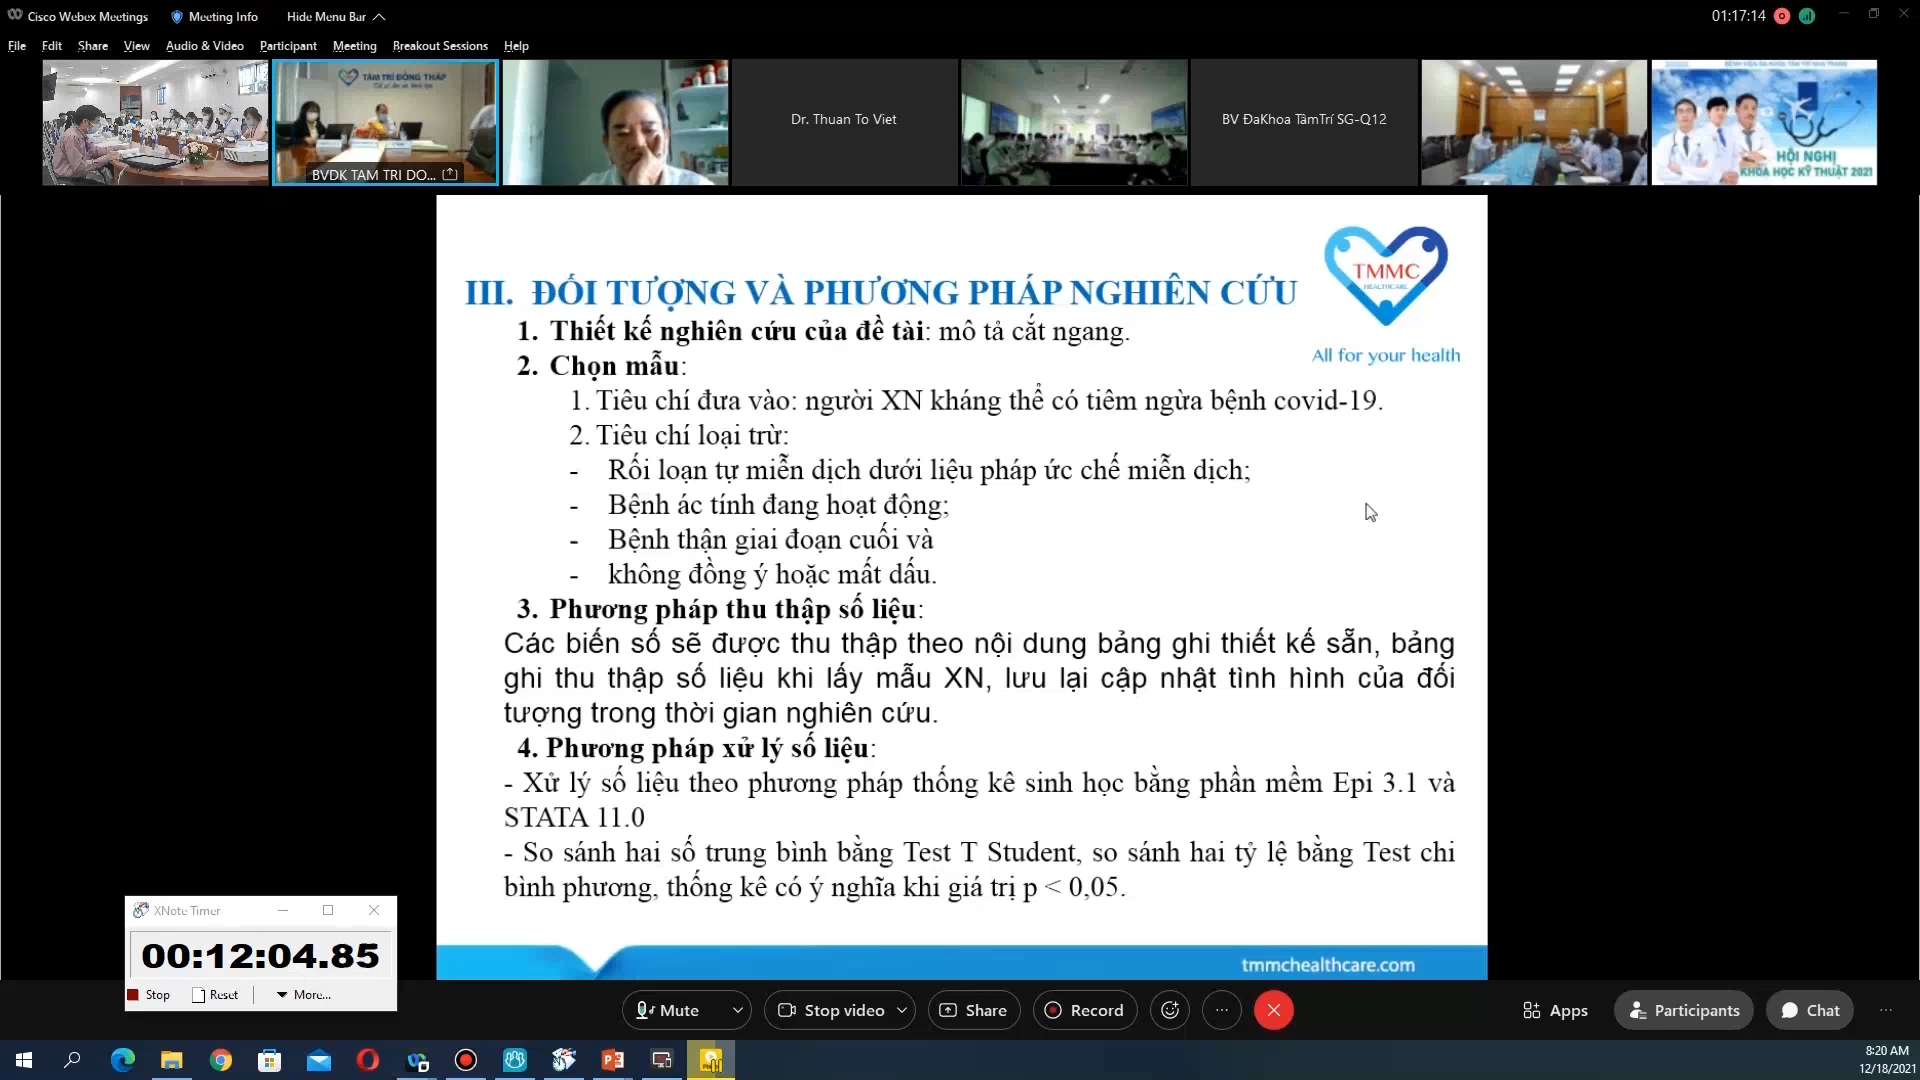 Cisco Webex Meetings
Meeting Info
Hide Menu Bar
01:17:14
File Edit Share View Audio & Video Participant Meeting Breakout Sessions Help
TÂM TRÍ ĐỒNG THÁP
BVDK TAM TRI DO...
Dr. Thuan To Viet
BV ĐaKhoa TâmTrí SG-Q12
HỘI NGHỊ
KHOA HỌC KỸ THUẬT 2021
TMMC
HEALTHCARE
All for your health
III. ĐỐI TƯỢNG VÀ PHƯƠNG PHÁP NGHIÊN CỨU
1. Thiết kế nghiên cứu của đề tài: mô tả cắt ngang.
2. Chọn mẫu:
1. Tiêu chí đưa vào: người XN kháng thể có tiêm ngừa bệnh covid-19.
2. Tiêu chí loại trừ:
- Rối loạn tự miễn dịch dưới liệu pháp ức chế miễn dịch;
- Bệnh ác tính đang hoạt động;
- Bệnh thận giai đoạn cuối và
- không đồng ý hoặc mất dấu.
3. Phương pháp thu thập số liệu:
Các biến số sẽ được thu thập theo nội dung bảng ghi thiết kế sẵn, bảng
ghi thu thập số liệu khi lấy mẫu XN, lưu lại cập nhật tình hình của đối
tượng trong thời gian nghiên cứu.
4. Phương pháp xử lý số liệu:
- Xử lý số liệu theo phương pháp thống kê sinh học bằng phần mềm Epi 3.1 và
STATA 11.0
- So sánh hai số trung bình bằng Test T Student, so sánh hai tỷ lệ bằng Test chi
bình phương, thống kê có ý nghĩa khi giá trị p < 0,05.
tmmchealthcare.com
XNote Timer
00:12:04.85
Stop Reset More...
Mute
Stop video
Share
Record
Apps
Participants
Chat
8:20 AM
12/18/2021